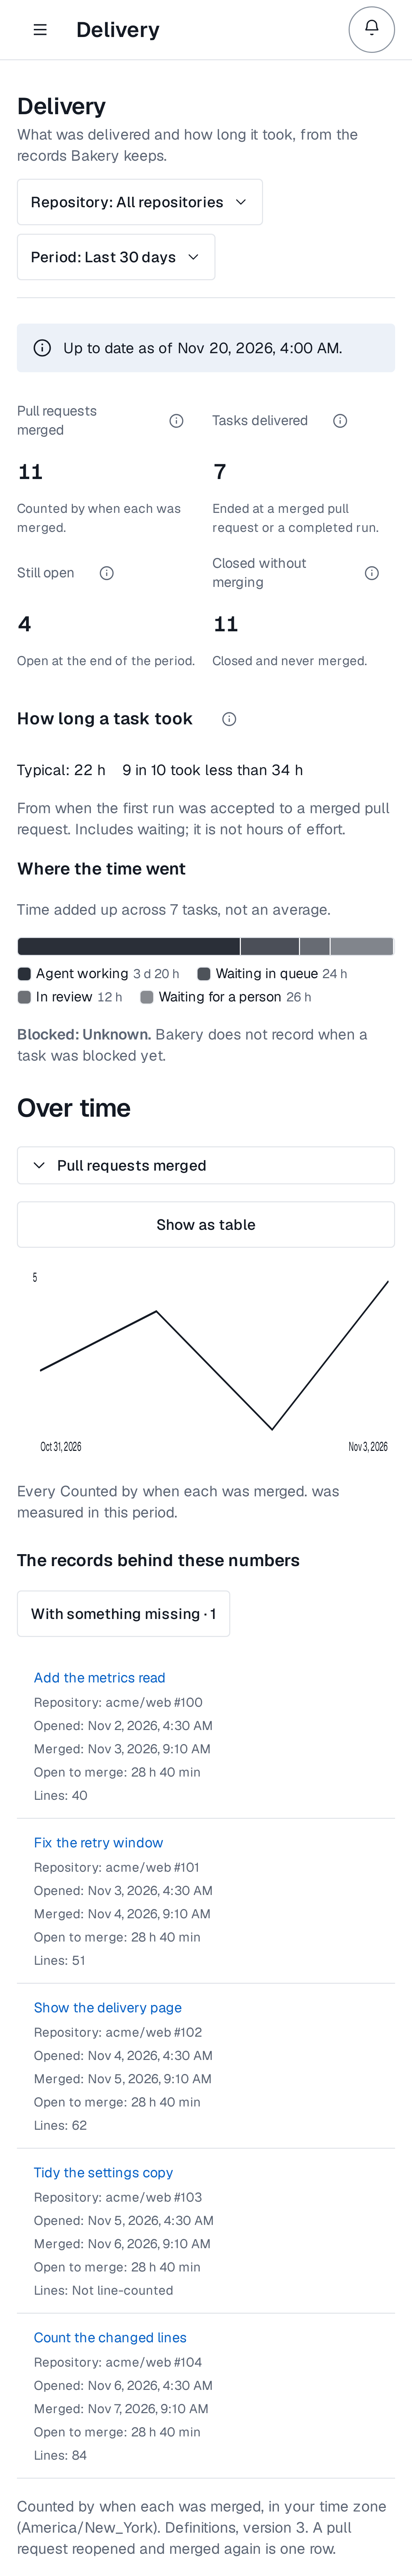 Delivery
Delivery
What was delivered and how long it took, from the
records Bakery keeps.
Repository: All repositories
Period: Last 30 days
Up to date as of Nov 20, 2026, 4:00 AM.
Pull requests
merged
11
Counted by when each was
merged.
Tasks delivered
7
Ended at a merged pull
request or a completed run.
Still open
4
Open at the end of the period.
Closed without
merging
11
Closed and never merged.
How long a task took
Typical: 22 h 9 in 10 took less than 34 h
From when the first run was accepted to a merged pull
request. Includes waiting; it is not hours of effort.
Where the time went
Time added up across 7 tasks, not an average.
Agent working 3 d 20 h Waiting in queue 24 h
In review 12 h Waiting for a person 26 h
Blocked: Unknown. Bakery does not record when a
task was blocked yet.
Over time
Pull requests merged
Show as table
5
Oct 31, 2026 Nov 3, 2026
Every Counted by when each was merged. was
measured in this period.
The records behind these numbers
With something missing · 1
Add the metrics read
Repository: acme/web #100
Opened: Nov 2, 2026, 4:30 AM
Merged: Nov 3, 2026, 9:10 AM
Open to merge: 28 h 40 min
Lines: 40
Fix the retry window
Repository: acme/web #101
Opened: Nov 3, 2026, 4:30 AM
Merged: Nov 4, 2026, 9:10 AM
Open to merge: 28 h 40 min
Lines: 51
Show the delivery page
Repository: acme/web #102
Opened: Nov 4, 2026, 4:30 AM
Merged: Nov 5, 2026, 9:10 AM
Open to merge: 28 h 40 min
Lines: 62
Tidy the settings copy
Repository: acme/web #103
Opened: Nov 5, 2026, 4:30 AM
Merged: Nov 6, 2026, 9:10 AM
Open to merge: 28 h 40 min
Lines: Not line-counted
Count the changed lines
Repository: acme/web #104
Opened: Nov 6, 2026, 4:30 AM
Merged: Nov 7, 2026, 9:10 AM
Open to merge: 28 h 40 min
Lines: 84
Counted by when each was merged, in your time zone
(America/New_York). Definitions, version 3. A pull
request reopened and merged again is one row.